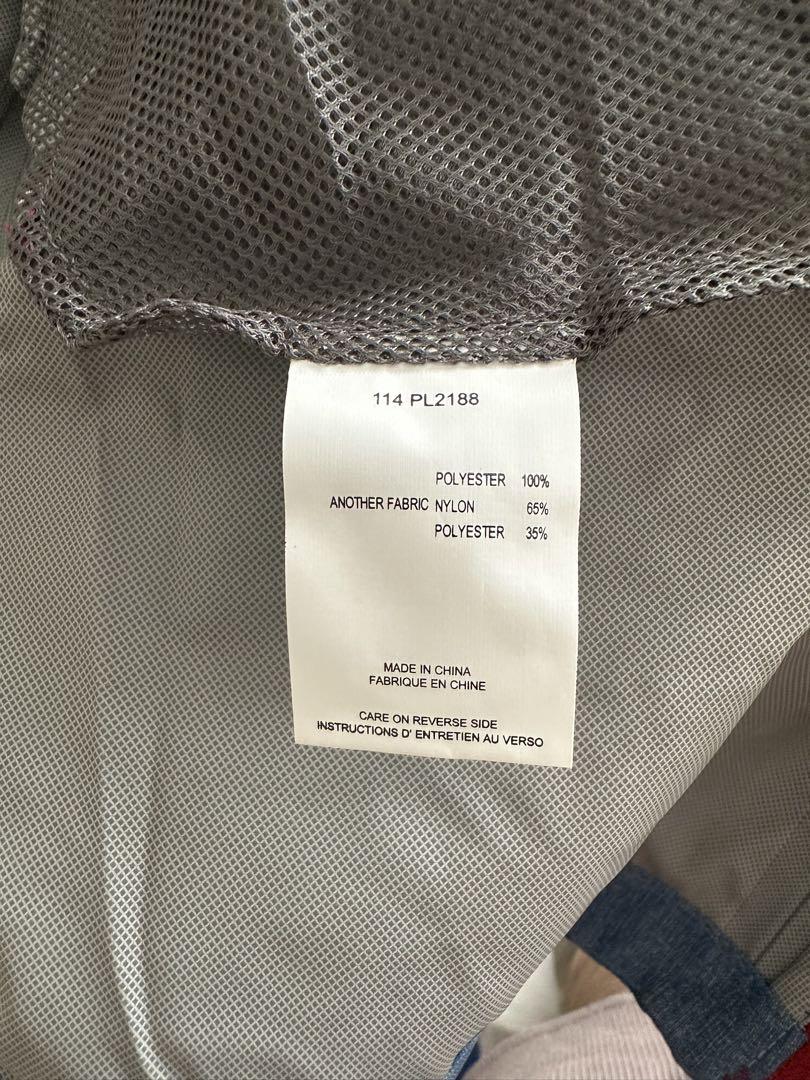 114 PL2188
POLYESTER 100%
ANOTHER FABRIC NYLON 65%
POLYESTER 35%
MADE IN CHINA
FABRIQUE EN CHINE
CARE ON REVERSE SIDE
INSTRUCTIONS D' ENTRETIEN AU VERSO